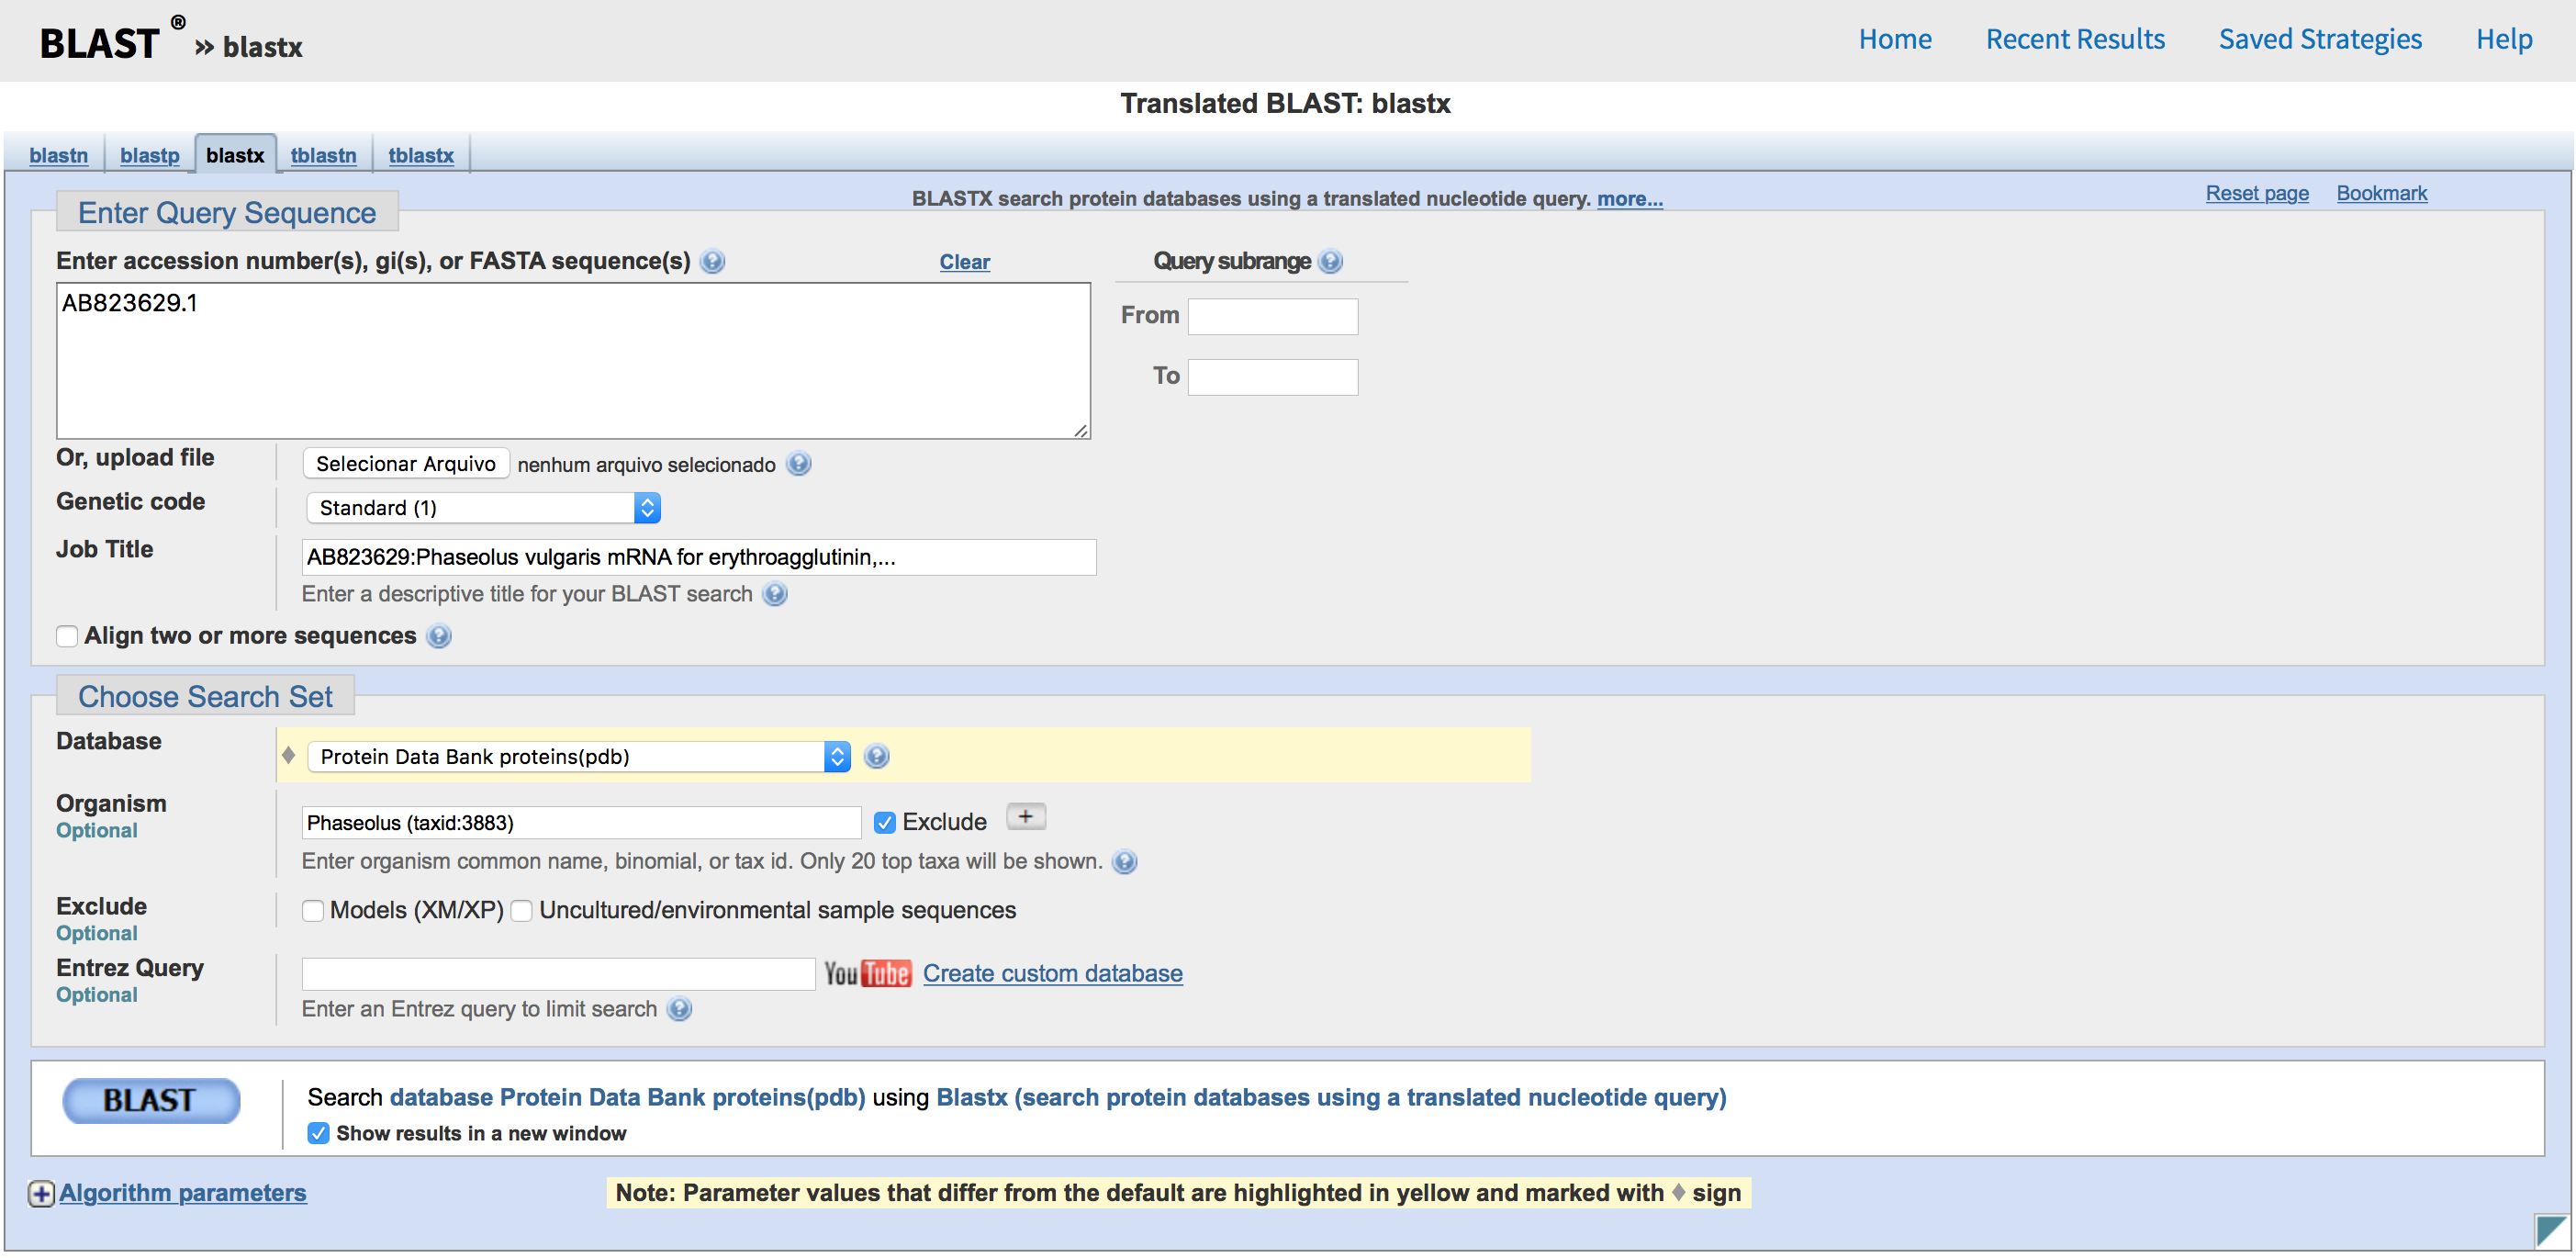 BLAST ® » blastx
Home Recent Results Saved Strategies Help
Translated BLAST: blastx
blastn blastp blastx tblastn tblastx
BLASTX search protein databases using a translated nucleotide query. more...
Reset page Bookmark
Enter Query Sequence
Enter accession number(s), gi(s), or FASTA sequence(s) ? Clear
Query subrange ?
AB823629.1
From
To
Or, upload file Selecionar Arquivo nenhum arquivo selecionado ?
Genetic code Standard (1)
Job Title AB823629:Phaseolus vulgaris mRNA for erythroagglutinin,...
Enter a descriptive title for your BLAST search ?
Align two or more sequences ?
Choose Search Set
Database ♦ Protein Data Bank proteins(pdb) ?
Organism
Optional
Phaseolus (taxid:3883) Exclude +
Enter organism common name, binomial, or tax id. Only 20 top taxa will be shown. ?
Exclude
Optional
Models (XM/XP) Uncultured/environmental sample sequences
Entrez Query
Optional
YouTube Create custom database
Enter an Entrez query to limit search ?
BLAST
Search database Protein Data Bank proteins(pdb) using Blastx (search protein databases using a translated nucleotide query)
Show results in a new window
+ Algorithm parameters
Note: Parameter values that differ from the default are highlighted in yellow and marked with ♦ sign